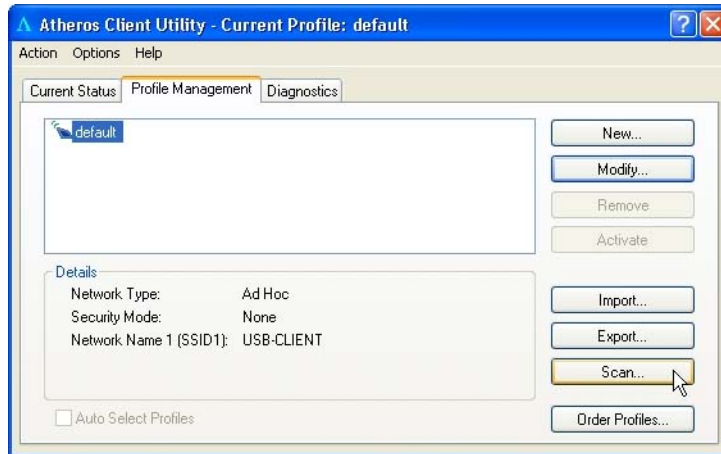 Atheros Client Utility - Current Profile: default
Action Options Help
Current Status Profile Management Diagnostics
default
New...
Modify...
Remove
Activate
Details
Network Type: Ad Hoc
Security Mode: None
Network Name 1 (SSID1): USB-CLIENT
Import...
Export...
Scan...
Auto Select Profiles
Order Profiles...